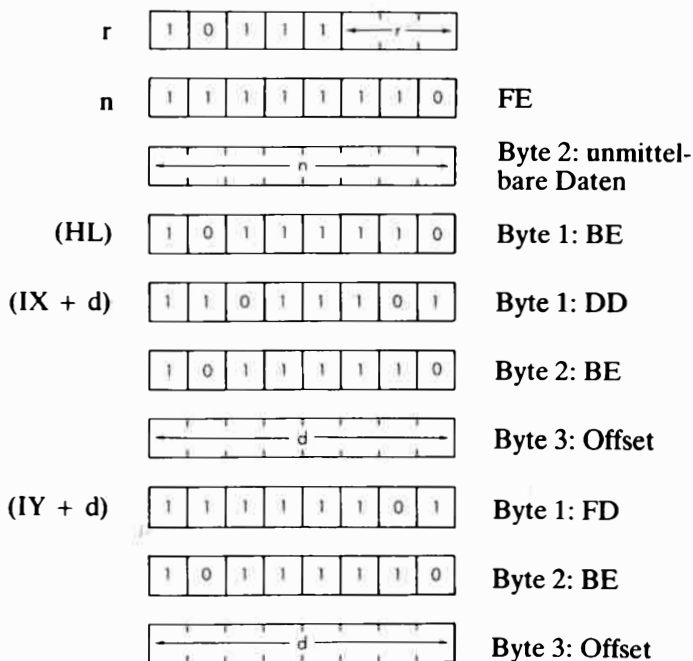 r 1 0 1 1 1 r
n 1 1 1 1 1 1 1 0 FE
n Byte 2: unmittel-
bare Daten
(HL) 1 0 1 1 1 1 1 0 Byte 1: BE
(IX + d) 1 1 0 1 1 1 0 1 Byte 1: DD
1 0 1 1 1 1 1 0 Byte 2: BE
d Byte 3: Offset
(IY + d) 1 1 1 1 1 1 0 1 Byte 1: FD
1 0 1 1 1 1 1 0 Byte 2: BE
d Byte 3: Offset